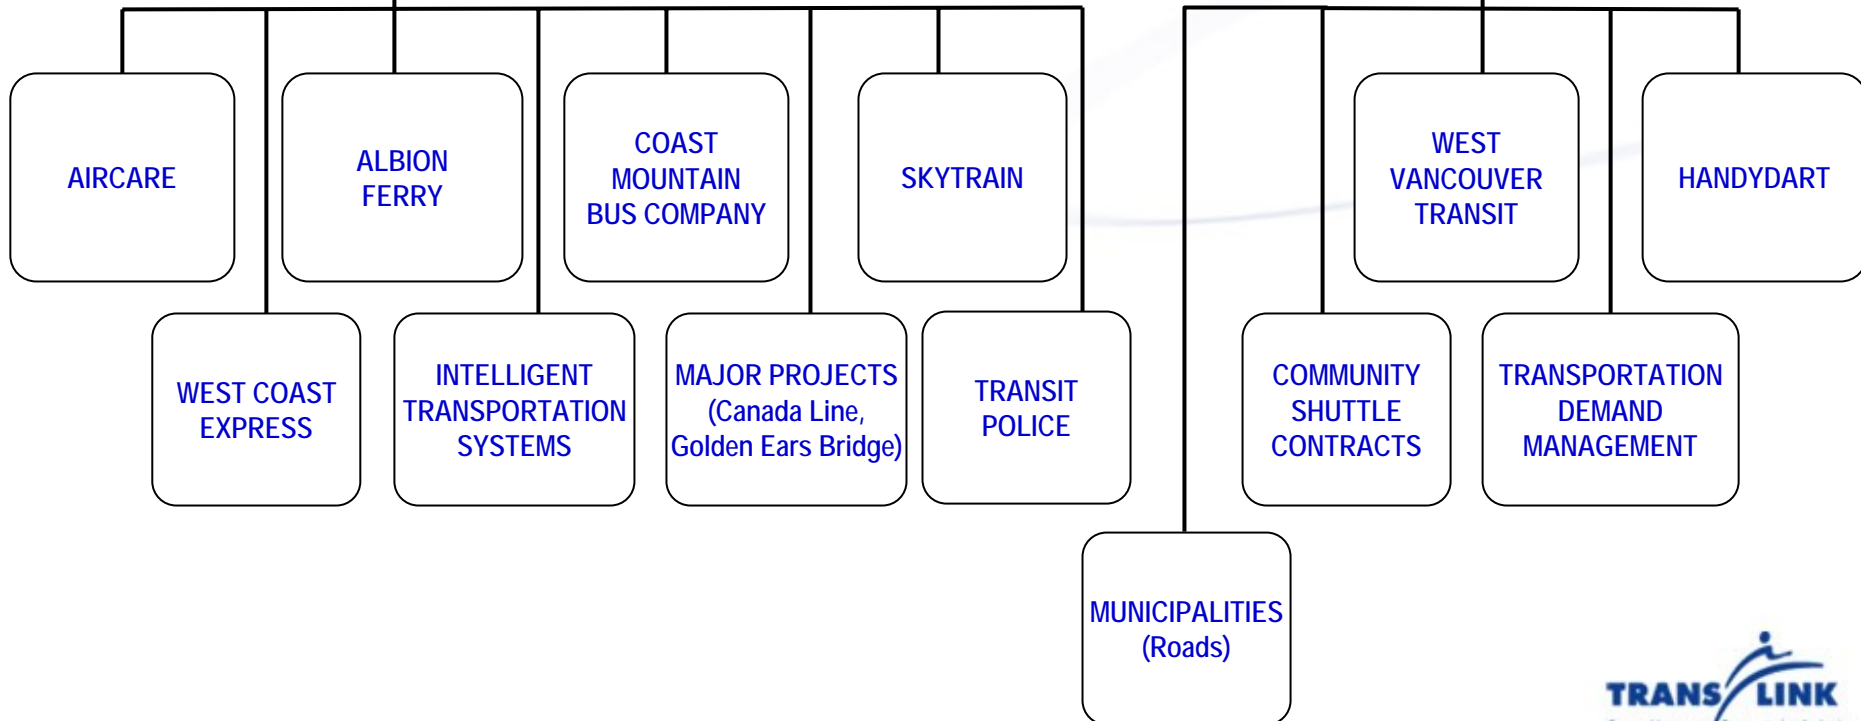 AIRCARE
ALBION
FERRY
COAST
MOUNTAIN
BUS COMPANY
SKYTRAIN
WEST
VANCOUVER
TRANSIT
HANDYDART
WEST COAST
EXPRESS
INTELLIGENT
TRANSPORTATION
SYSTEMS
MAJOR PROJECTS
(Canada Line,
Golden Ears Bridge)
TRANSIT
POLICE
COMMUNITY
SHUTTLE
CONTRACTS
TRANSPORTATION
DEMAND
MANAGEMENT
MUNICIPALITIES
(Roads)
TRANS LINK